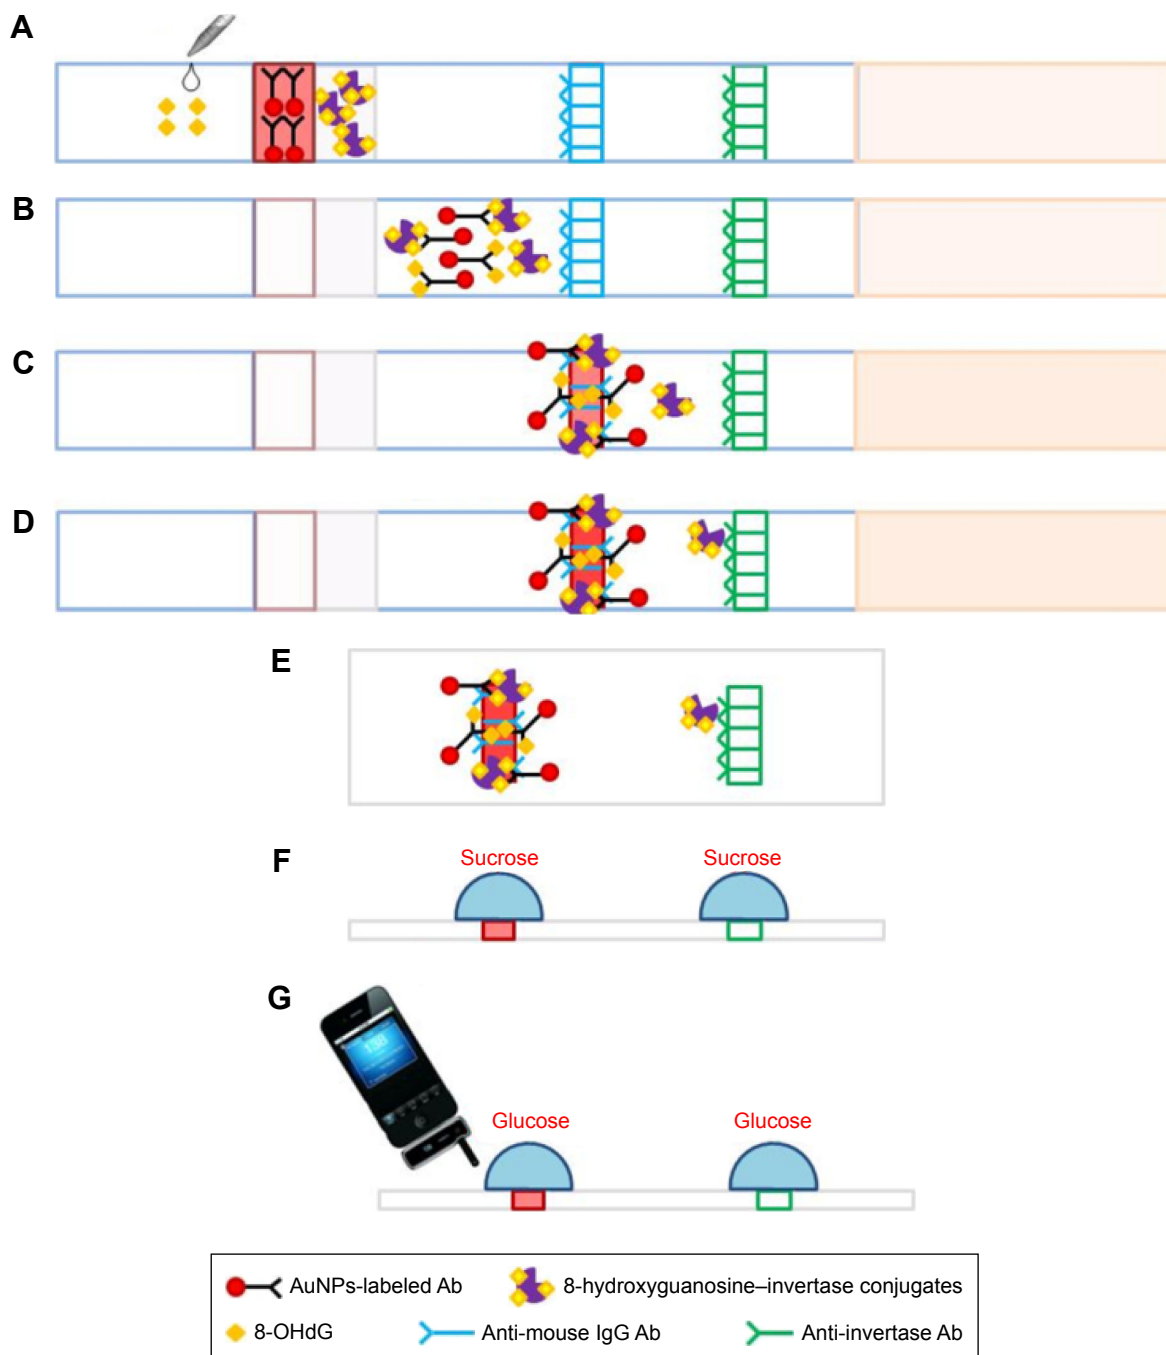 A
B
C
D
E
F
Sucrose Sucrose
G
138
Glucose Glucose
AuNPs-labeled Ab 8-hydroxyguanosine–invertase conjugates
8-OHdG Anti-mouse IgG Ab Anti-invertase Ab